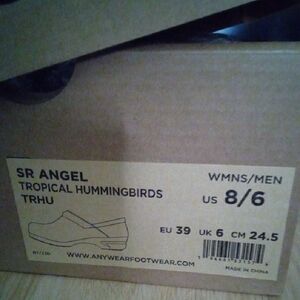 SR ANGEL
TROPICAL HUMMINGBIRDS
TRHU
WMNS/MEN
US 8/6
EU 39 UK 6 CM 24.5
WWW.ANYWEARFOOTWEAR.COM
MADE IN CHINA